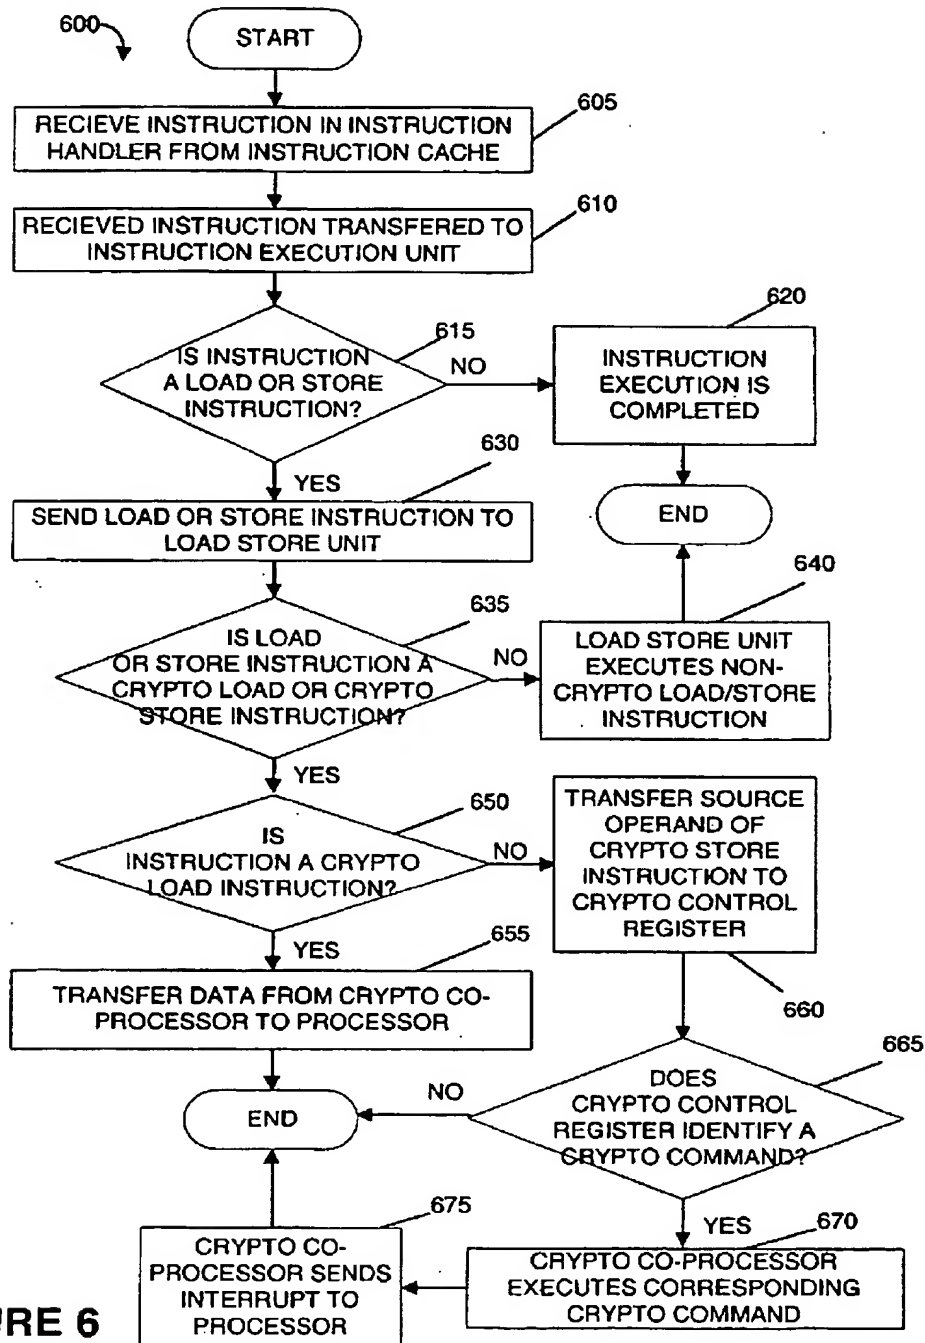 600
START
605
RECIEVE INSTRUCTION IN INSTRUCTION
HANDLER FROM INSTRUCTION CACHE
610
RECIEVED INSTRUCTION TRANSFERED TO
INSTRUCTION EXECUTION UNIT
615
IS INSTRUCTION
A LOAD OR STORE
INSTRUCTION?
NO
620
INSTRUCTION
EXECUTION IS
COMPLETED
END
YES
630
SEND LOAD OR STORE INSTRUCTION TO
LOAD STORE UNIT
635
IS LOAD
OR STORE INSTRUCTION A
CRYPTO LOAD OR CRYPTO
STORE INSTRUCTION?
NO
640
LOAD STORE UNIT
EXECUTES NON-
CRYPTO LOAD/STORE
INSTRUCTION
YES
650
IS
INSTRUCTION A CRYPTO
LOAD INSTRUCTION?
NO
TRANSFER SOURCE
OPERAND OF
CRYPTO STORE
INSTRUCTION TO
CRYPTO CONTROL
REGISTER
660
YES
655
TRANSFER DATA FROM CRYPTO CO-
PROCESSOR TO PROCESSOR
END
665
DOES
CRYPTO CONTROL
REGISTER IDENTIFY A
CRYPTO COMMAND?
NO
YES
670
CRYPTO CO-PROCESSOR
EXECUTES CORRESPONDING
CRYPTO COMMAND
675
CRYPTO CO-
PROCESSOR SENDS
INTERRUPT TO
PROCESSOR
URE 6